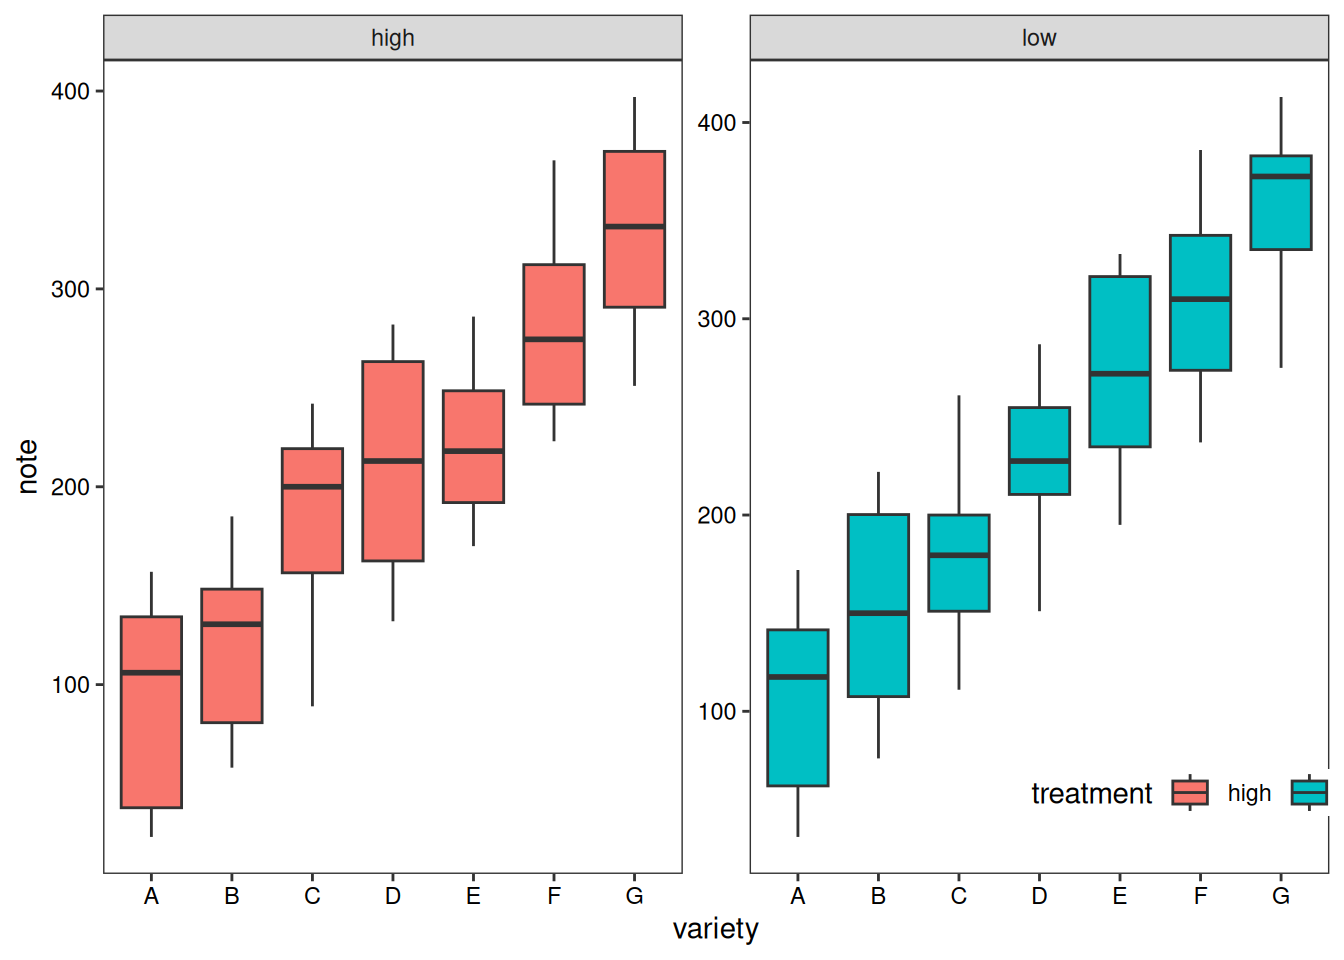 high
low
note
400
300
200
100
400
300
200
100
treatment high
A B C D E F G
A B C D E F G
variety